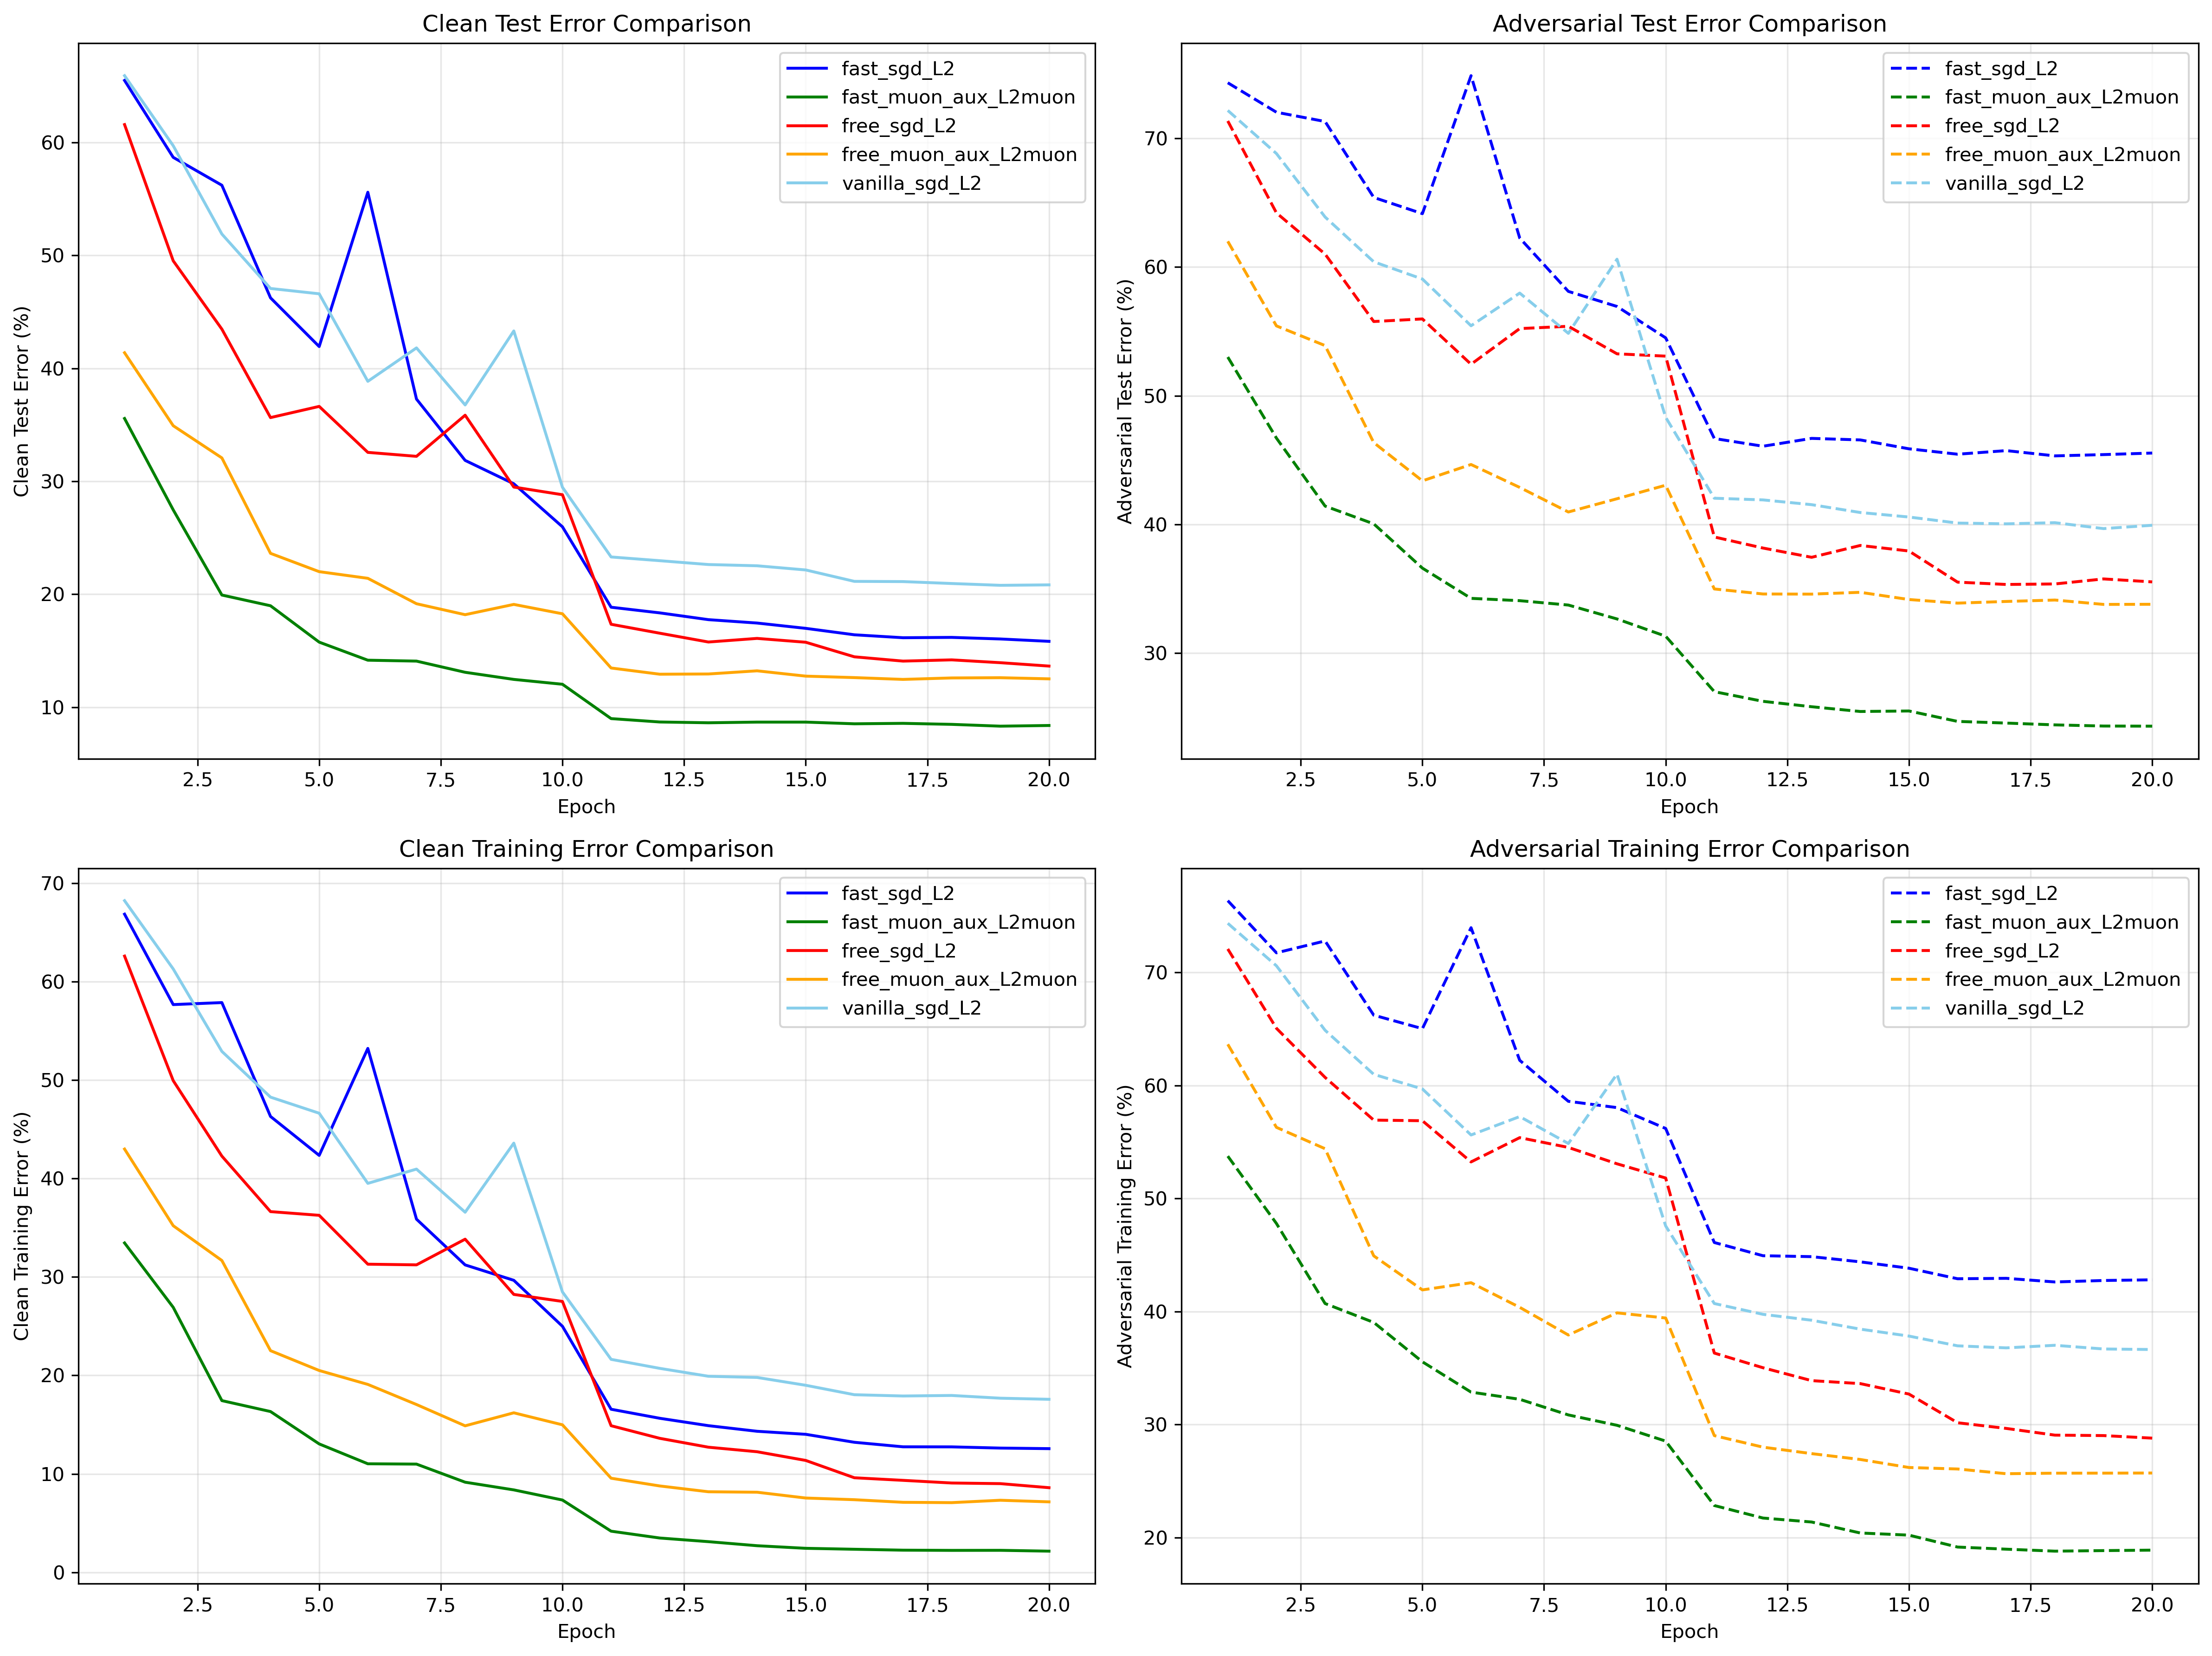 Clean Test Error Comparison
Clean Test Error (%)
60
50
40
30
20
10
fast_sgd_L2
fast_muon_aux_L2muon
free_sgd_L2
free_muon_aux_L2muon
vanilla_sgd_L2
2.5 5.0 7.5 10.0 12.5 15.0 17.5 20.0
Epoch
Adversarial Test Error Comparison
Adversarial Test Error (%)
70
60
50
40
30
fast_sgd_L2
fast_muon_aux_L2muon
free_sgd_L2
free_muon_aux_L2muon
vanilla_sgd_L2
2.5 5.0 7.5 10.0 12.5 15.0 17.5 20.0
Epoch
Clean Training Error Comparison
Clean Training Error (%)
70
60
50
40
30
20
10
0
fast_sgd_L2
fast_muon_aux_L2muon
free_sgd_L2
free_muon_aux_L2muon
vanilla_sgd_L2
2.5 5.0 7.5 10.0 12.5 15.0 17.5 20.0
Epoch
Adversarial Training Error Comparison
Adversarial Training Error (%)
70
60
50
40
30
20
fast_sgd_L2
fast_muon_aux_L2muon
free_sgd_L2
free_muon_aux_L2muon
vanilla_sgd_L2
2.5 5.0 7.5 10.0 12.5 15.0 17.5 20.0
Epoch